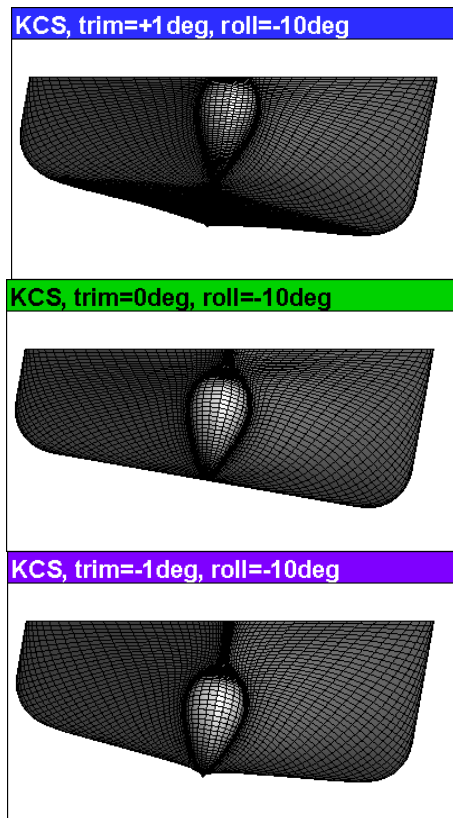 KCS, trim=+1deg, roll=-10deg
KCS, trim=0deg, roll=-10deg
KCS, trim=-1deg, roll=-10deg